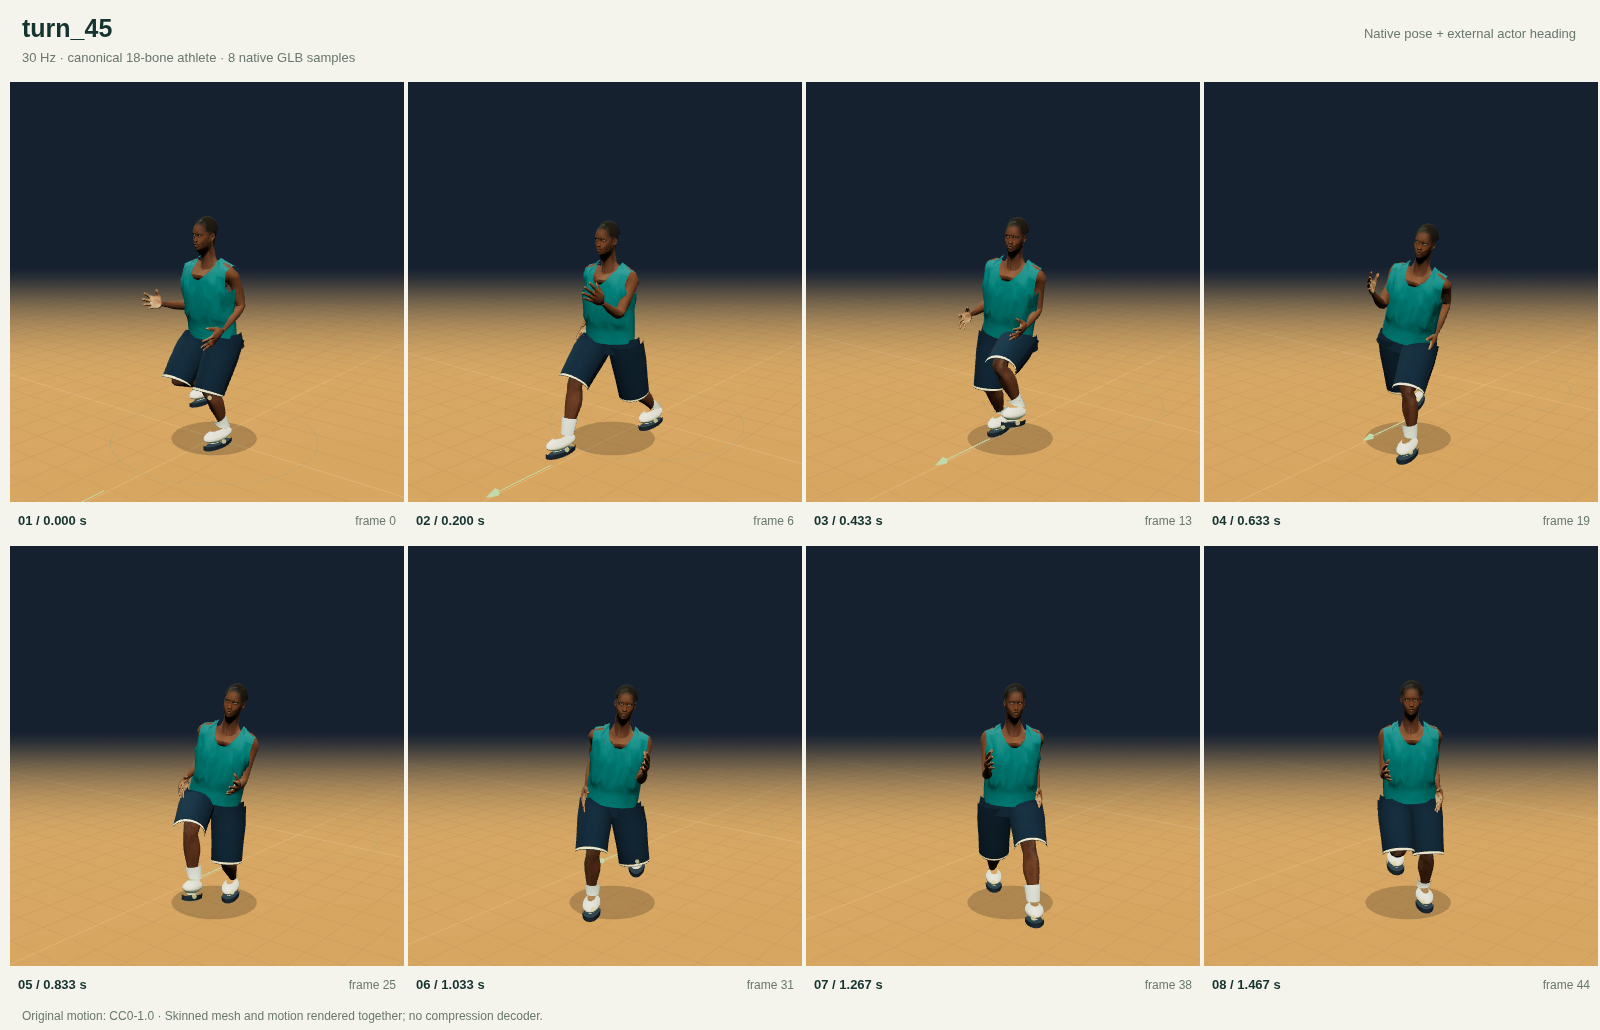 turn_45
Native pose + external actor heading
30 Hz · canonical 18-bone athlete · 8 native GLB samples
01 / 0.000 s
frame 0
02 / 0.200 s
frame 6
03 / 0.433 s
frame 13
04 / 0.633 s
frame 19
05 / 0.833 s
frame 25
06 / 1.033 s
frame 31
07 / 1.267 s
frame 38
08 / 1.467 s
frame 44
Original motion: CC0-1.0 · Skinned mesh and motion rendered together; no compression decoder.